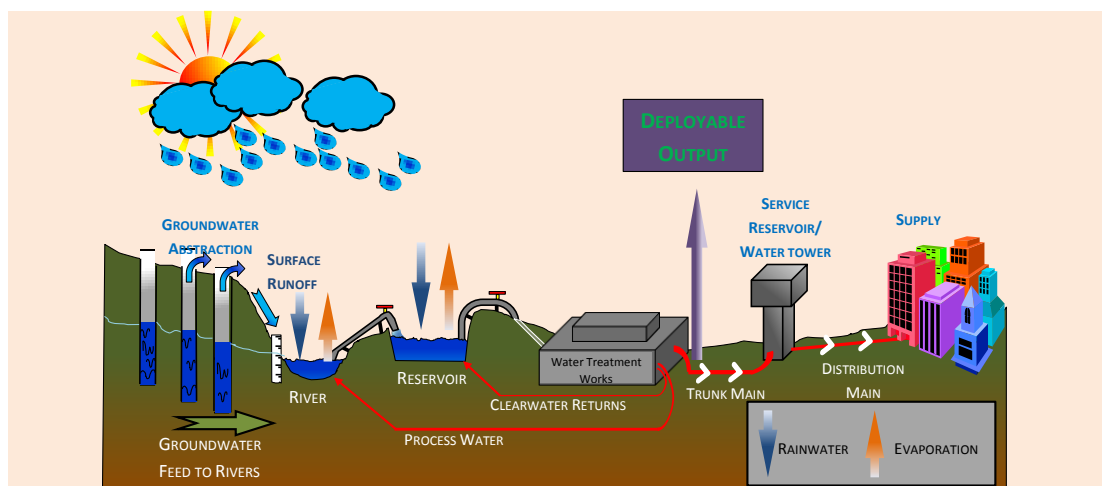 DEPLOYABLE
OUTPUT
SERVICE
RESERVOIR/
WATER TOWER
SUPPLY
GROUNDWATER
ABSTRACTION
SURFACE
RUNOFF
RIVER
RESERVOIR
Water Treatment
Works
CLEARWATER RETURNS
PROCESS WATER
TRUNK MAIN
DISTRIBUTION
MAIN
GROUNDWATER
FEED TO RIVERS
RAINWATER
EVAPORATION